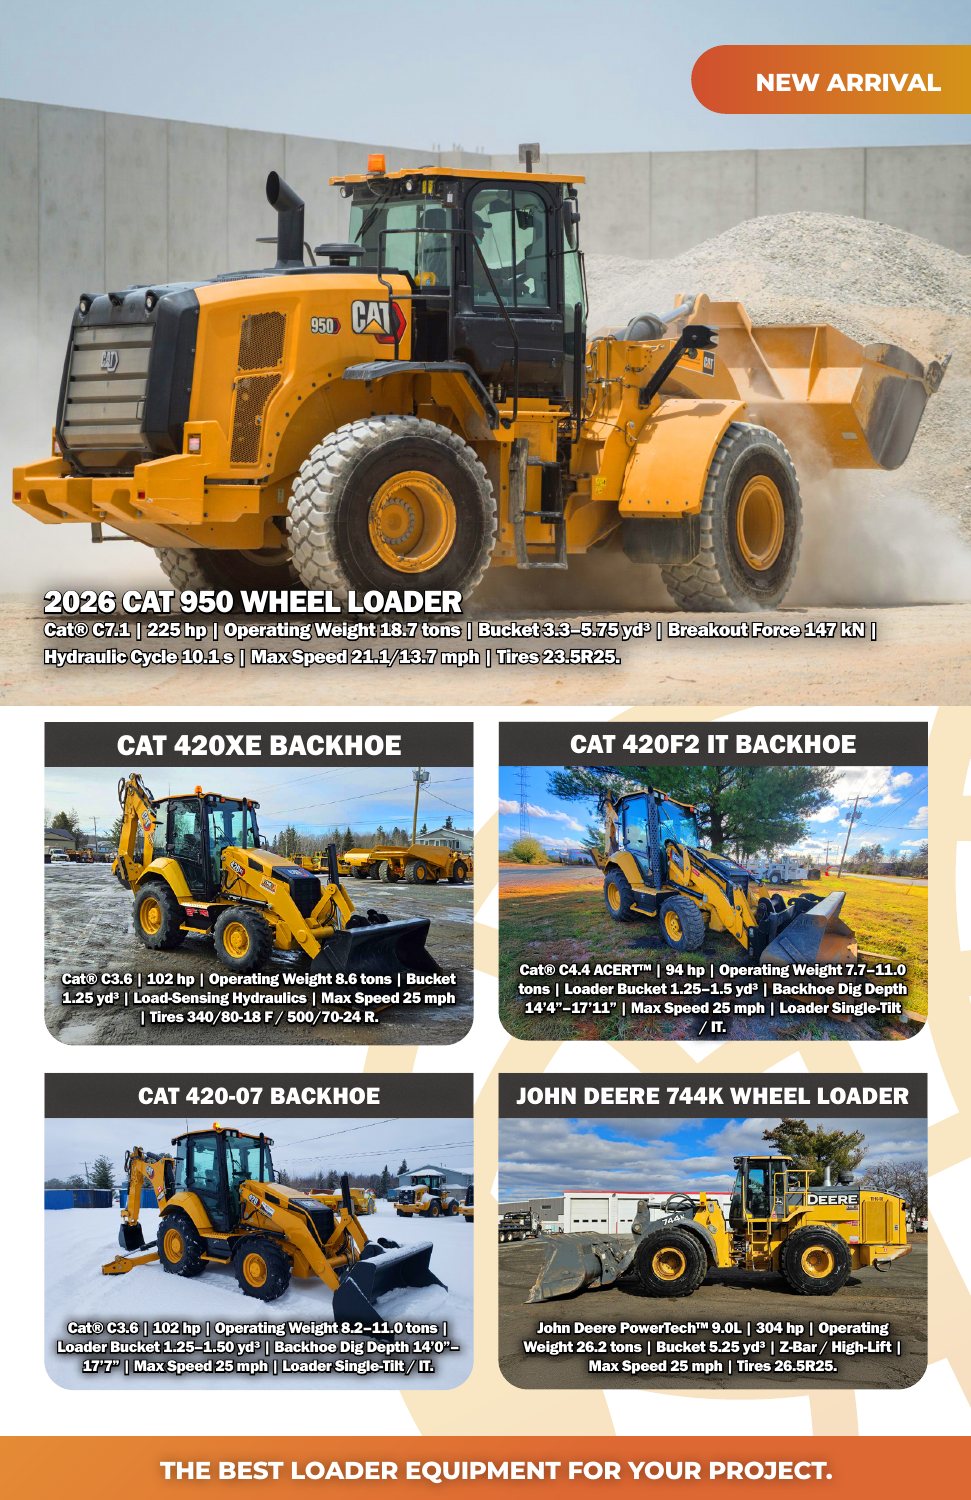 NEW ARRIVAL
950 CAT
CAT
CAT
2026 CAT 950 WHEEL LOADER
Cat® C7.1 | 225 hp | Operating Weight 18.7 tons | Bucket 3.3–5.75 yd³ | Breakout Force 147 kN |
Hydraulic Cycle 10.1 s | Max Speed 21.1/13.7 mph | Tires 23.5R25.
CAT 420XE BACKHOE
CAT 420F2 IT BACKHOE
Cat® C3.6 | 102 hp | Operating Weight 8.6 tons | Bucket
1.25 yd³ | Load-Sensing Hydraulics | Max Speed 25 mph
| Tires 340/80-18 F / 500/70-24 R.
Cat® C4.4 ACERT™ | 94 hp | Operating Weight 7.7–11.0
tons | Loader Bucket 1.25–1.5 yd³ | Backhoe Dig Depth
14’4”–17’11” | Max Speed 25 mph | Loader Single-Tilt
/ IT.
CAT 420-07 BACKHOE
JOHN DEERE 744K WHEEL LOADER
DEERE
744K
Cat® C3.6 | 102 hp | Operating Weight 8.2–11.0 tons |
Loader Bucket 1.25–1.50 yd³ | Backhoe Dig Depth 14’0”–
17’7” | Max Speed 25 mph | Loader Single-Tilt / IT.
John Deere PowerTech™ 9.0L | 304 hp | Operating
Weight 26.2 tons | Bucket 5.25 yd³ | Z-Bar / High-Lift |
Max Speed 25 mph | Tires 26.5R25.
THE BEST LOADER EQUIPMENT FOR YOUR PROJECT.